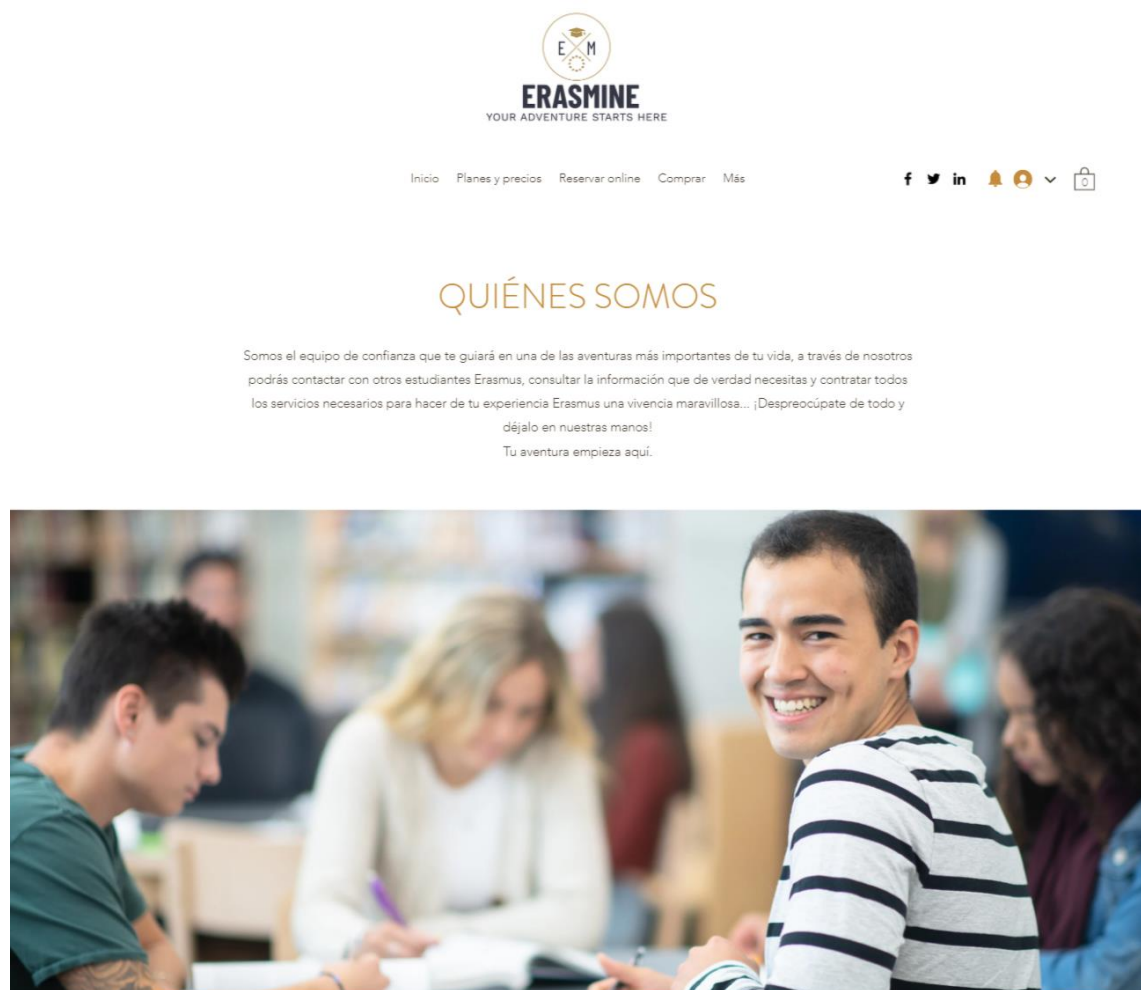 E M
ERASMINE
YOUR ADVENTURE STARTS HERE
Inicio Planes y precios Reservar online Comprar Más
0
QUIÉNES SOMOS
Somos el equipo de confianza que te guiará en una de las aventuras más importantes de tu vida, a través de nosotros
podrás contactar con otros estudiantes Erasmus, consultar la información que de verdad necesitas y contratar todos
los servicios necesarios para hacer de tu experiencia Erasmus una vivencia maravillosa... ¡Despreocúpate de todo y
déjalo en nuestras manos!
Tu aventura empieza aquí.